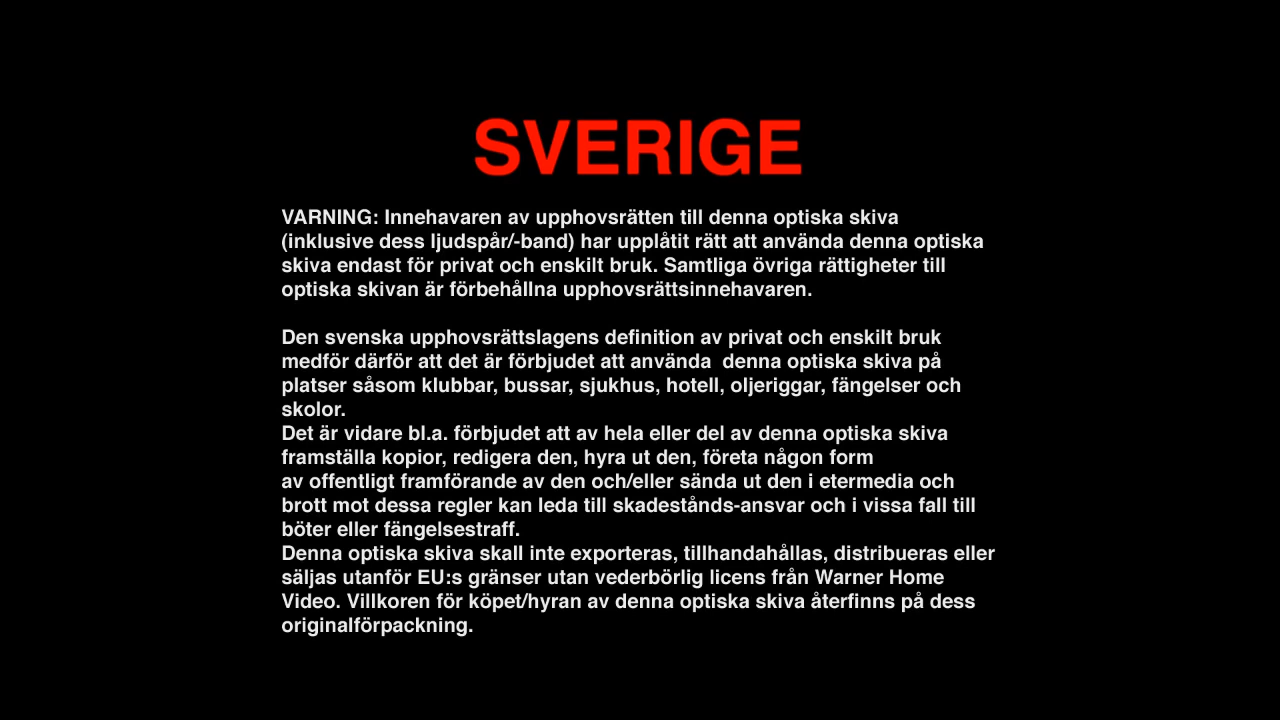 SVERIGE
VARNING: Innehavaren av upphovsrätten till denna optiska skiva
(inklusive dess ljudspår/-band) har upplåtit rätt att använda denna optiska
skiva endast för privat och enskilt bruk. Samtliga övriga rättigheter till
optiska skivan är förbehållna upphovsrättsinnehavaren.
Den svenska upphovsrättslagens definition av privat och enskilt bruk
medför därför att det är förbjudet att använda  denna optiska skiva på
platser såsom klubbar, bussar, sjukhus, hotell, oljeriggar, fängelser och
skolor.
Det är vidare bl.a. förbjudet att av hela eller del av denna optiska skiva
framställa kopior, redigera den, hyra ut den, företa någon form
av offentligt framförande av den och/eller sända ut den i etermedia och
brott mot dessa regler kan leda till skadestånds-ansvar och i vissa fall till
böter eller fängelsestraff.
Denna optiska skiva skall inte exporteras, tillhandahållas, distribueras eller
säljas utanför EU:s gränser utan vederbörlig licens från Warner Home
Video. Villkoren för köpet/hyran av denna optiska skiva återfinns på dess
originalförpackning.